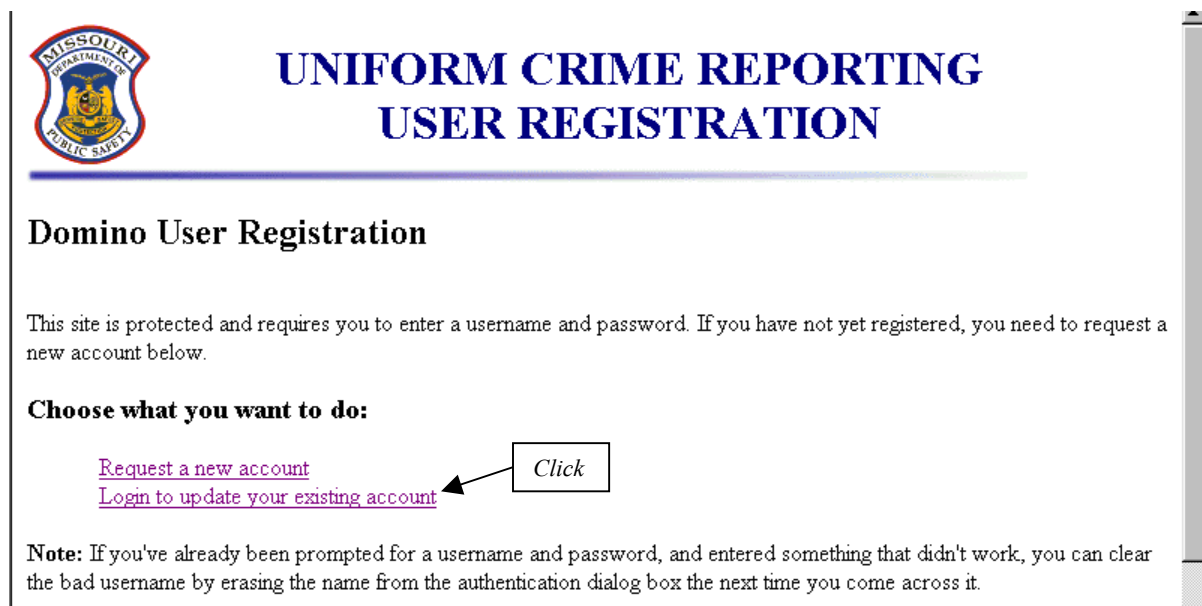 MISSOURI
DEPARTMENT OF
PUBLIC SAFETY
UNIFORM CRIME REPORTING
USER REGISTRATION
Domino User Registration
This site is protected and requires you to enter a username and password. If you have not yet registered, you need to request a
new account below.
Choose what you want to do:
Request a new account
Click
Login to update your existing account
Note: If you've already been prompted for a username and password, and entered something that didn't work, you can clear
the bad username by erasing the name from the authentication dialog box the next time you come across it.